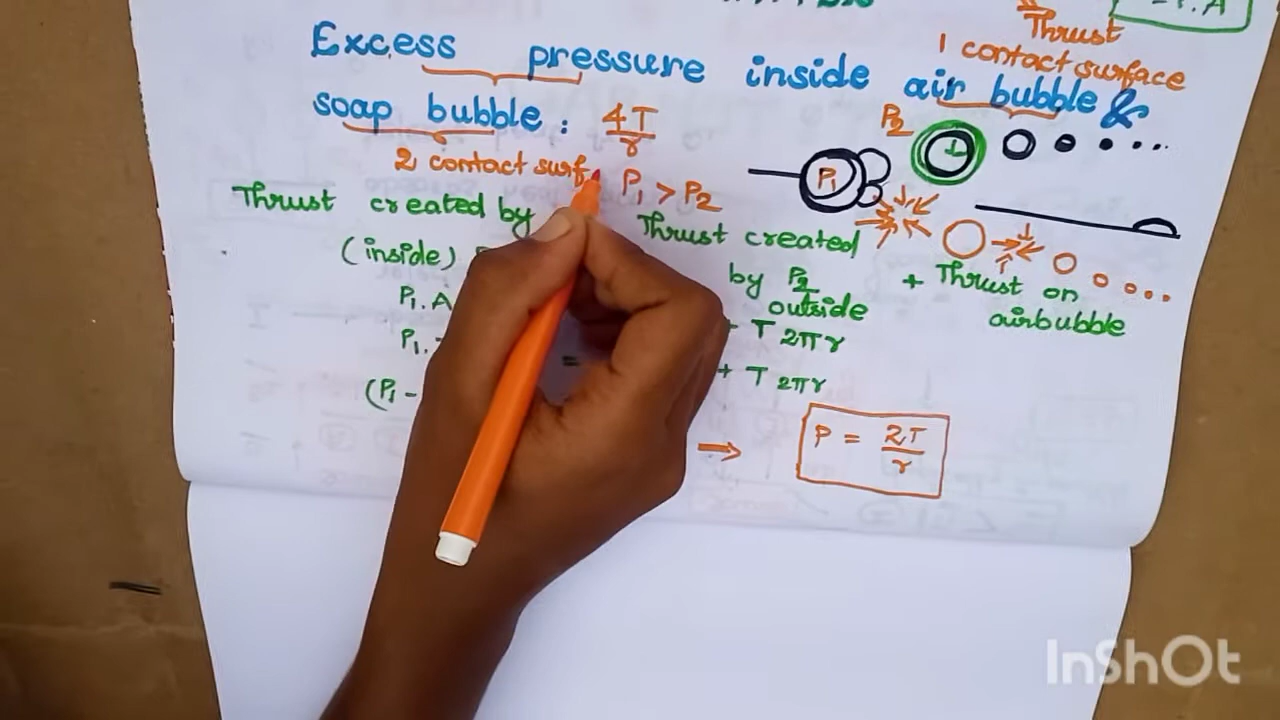 Thrust
1 contact surface
Excess pressure inside air bubble &
soap bubble : 4T/r
2 contact surf
P₁ > P₂
P₂
P₁
Thrust created by
(inside)
Thrust created
by P₂
outside
+ Thrust on
airbubble
P₁.A
+ T 2πr
P₁.
=
+ T 2πr
(P₁ -
→ P = 2T/r
InShOt